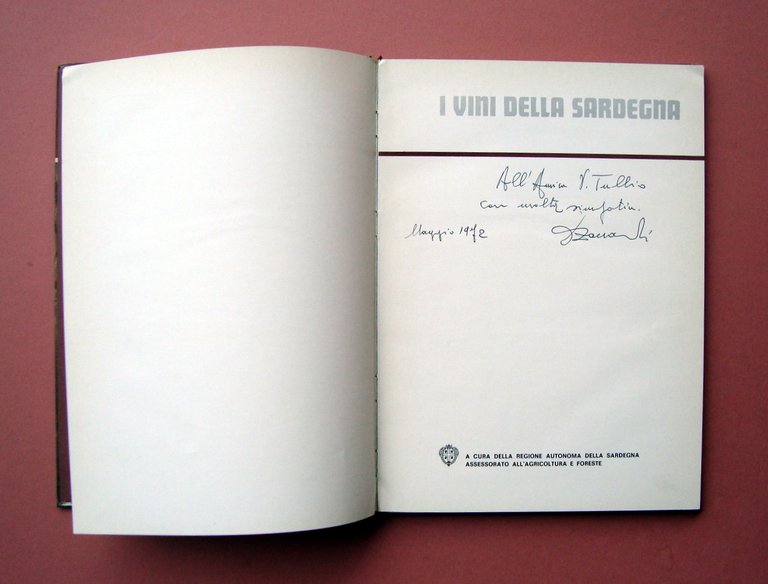 I VINI DELLA SARDEGNA
All'Amico V. Tullio
con molta simpatia.
Maggio 1972
A CURA DELLA REGIONE AUTONOMA DELLA SARDEGNA
ASSESSORATO ALL'AGRICOLTURA E FORESTE